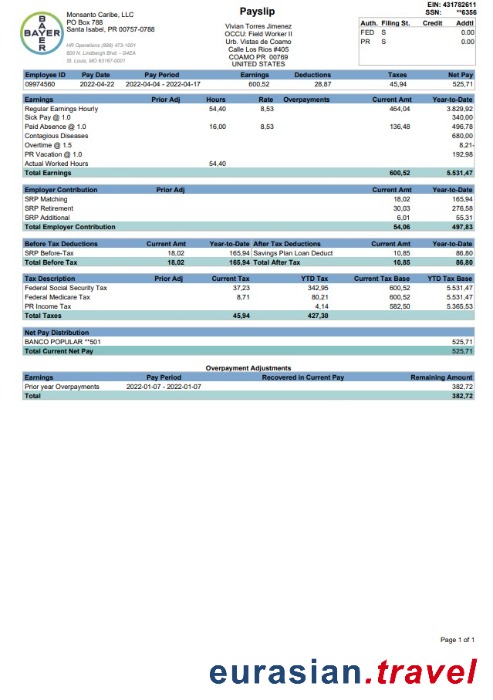 BAYER
BAYER
Monsanto Caribe, LLC
PO Box 788
Santa Isabel, PR 00757-0788
HR Operations (888) 473-1001
800 N. Lindbergh Blvd. - B4EA
St. Louis, MO 63167-0001
Payslip
Vivian Torres Jimenez
OCCU: Field Worker II
Urb. Vistas de Coamo
Calle Los Rios #405
COAMO PR 00769
UNITED STATES
EIN: 431782611
SSN: **6356
Auth. Filing St. Credit Addtl
FED S 0.00
PR S 0.00
Employee ID Pay Date Pay Period Earnings Deductions Taxes Net Pay
09974560 2022-04-22 2022-04-04 - 2022-04-17 600,52 28,87 45,94 525,71
Earnings Prior Adj Hours Rate Overpayments Current Amt Year-to-Date
Regular Earnings Hourly 54,40 8,53 464,04 3.829,92
Sick Pay @ 1.0 340,00
Paid Absence @ 1.0 16,00 8,53 136,48 496,78
Contagious Diseases 680,00
Overtime @ 1.5 8,21-
PR Vacation @ 1.0 192,98
Actual Worked Hours 54,40
Total Earnings 600,52 5.531,47
Employer Contribution Prior Adj Current Amt Year-to-Date
SRP Matching 18,02 165,94
SRP Retirement 30,03 276,58
SRP Additional 6,01 55,31
Total Employer Contribution 54,06 497,83
Before Tax Deductions Current Amt Year-to-Date After Tax Deductions Current Amt Year-to-Date
SRP Before-Tax 18,02 165,94 Savings Plan Loan Deduct 10,85 86,80
Total Before Tax 18,02 165,94 Total After Tax 10,85 86,80
Tax Description Prior Adj Current Tax YTD Tax Current Tax Base YTD Tax Base
Federal Social Security Tax 37,23 342,95 600,52 5.531,47
Federal Medicare Tax 8,71 80,21 600,52 5.531,47
PR Income Tax 4,14 582,50 5.365,53
Total Taxes 45,94 427,30
Net Pay Distribution
BANCO POPULAR **501 525,71
Total Current Net Pay 525,71
Overpayment Adjustments
Earnings Pay Period Recovered in Current Pay Remaining Amount
Prior year Overpayments 2022-01-07 - 2022-01-07 382,72
Total 382,72
Page 1 of 1
eurasian.travel